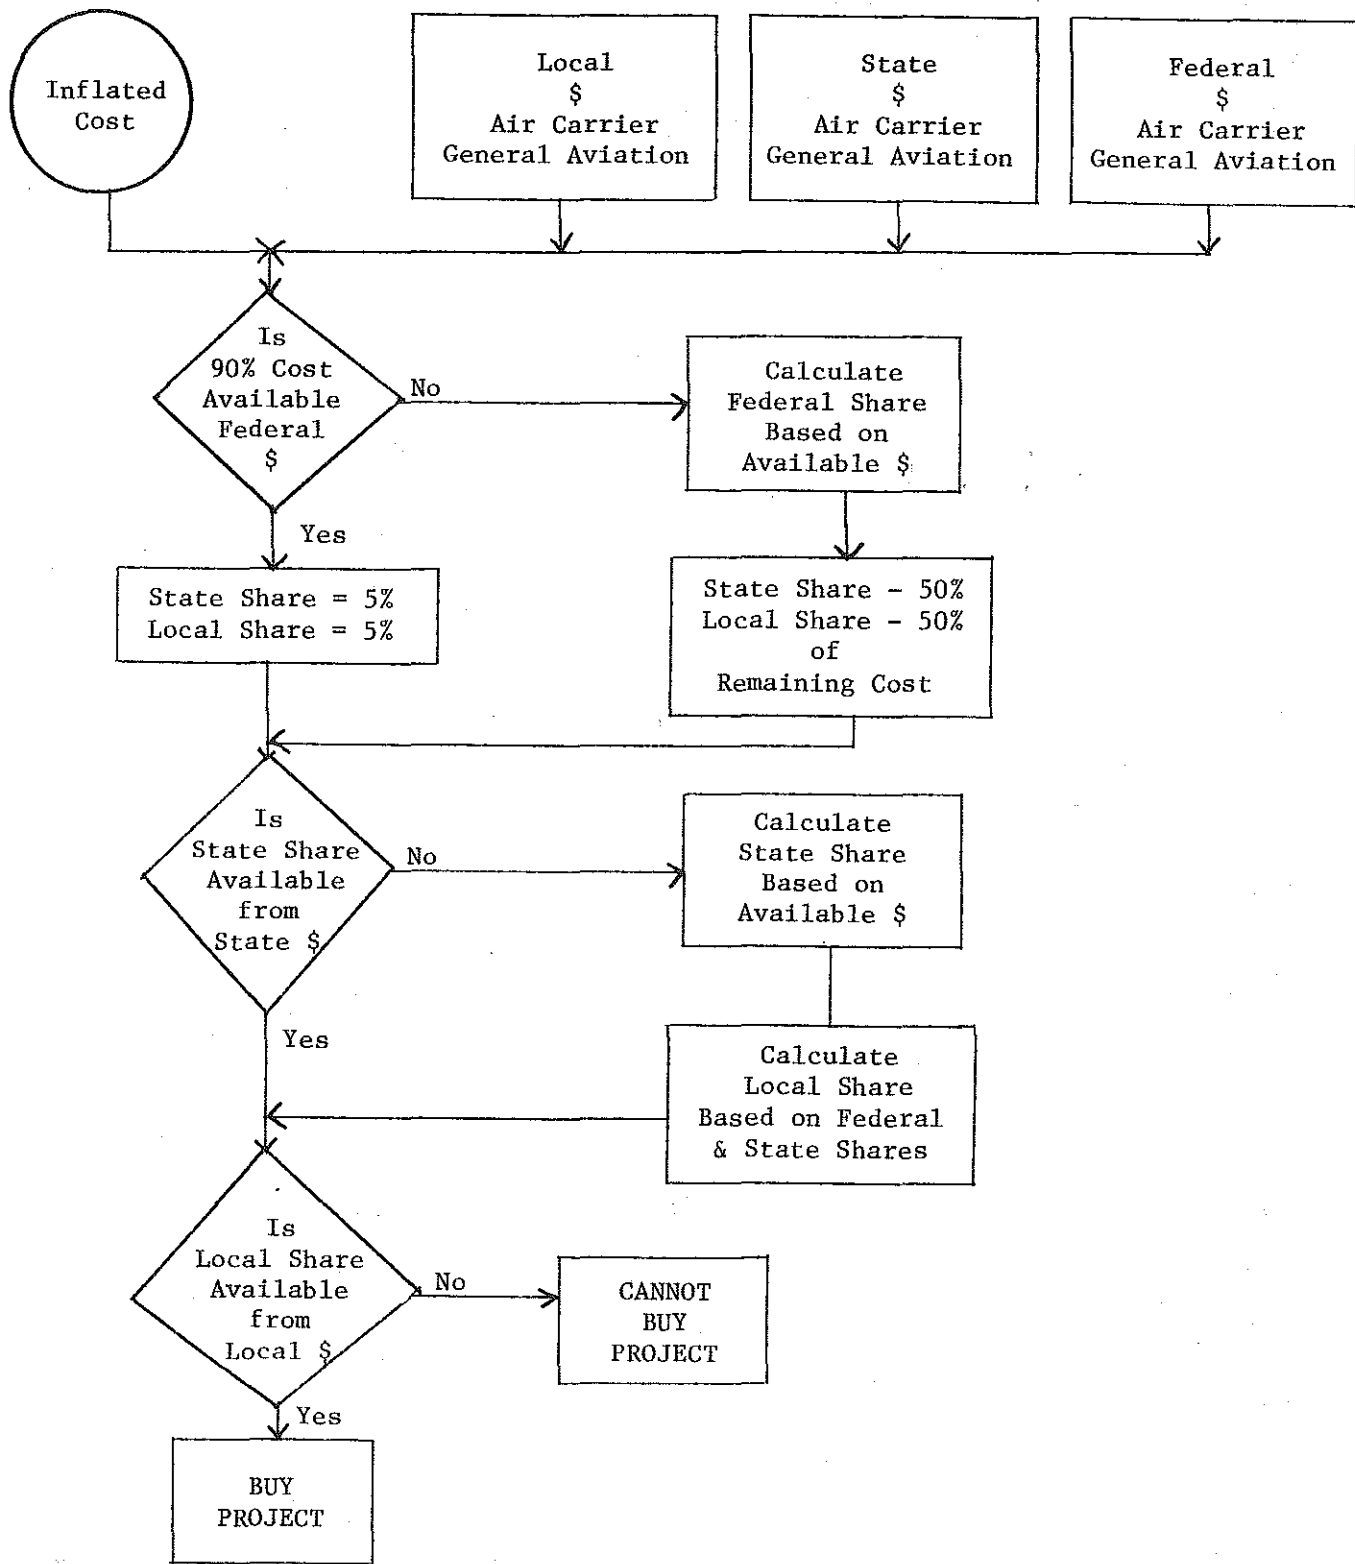 Inflated
Cost
Local
$
Air Carrier
General Aviation
State
$
Air Carrier
General Aviation
Federal
$
Air Carrier
General Aviation
Is
90% Cost
Available
Federal
$
No
Calculate
Federal Share
Based on
Available $
Yes
State Share = 5%
Local Share = 5%
State Share - 50%
Local Share - 50%
of
Remaining Cost
Is
State Share
Available
from
State $
No
Calculate
State Share
Based on
Available $
Yes
Calculate
Local Share
Based on Federal
& State Shares
Is
Local Share
Available
from
Local $
No
CANNOT
BUY
PROJECT
Yes
BUY
PROJECT